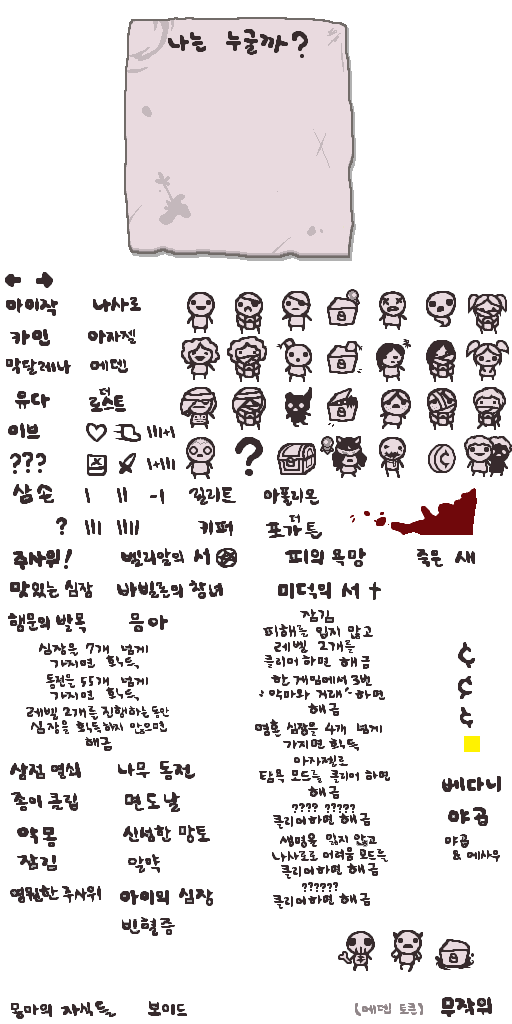 나는 누굴까?
아이작 나사로
카인 아자젤
막달레나 에덴
유다 더 로스트
이브 III+I
??? I+III
삼손 I II -I 릴리트 아폴리온
? III IIII 키퍼 더 포가튼
주사위! 벨리알의 서 피의 욕망 죽은 새
맛있는 심장 바빌론의 창녀 미덕의 서 †
행운의 발목 믐아
심장을 7개 넘게
가지면 획득
동전을 55개 넘게
가지면 획득
레벨 2개를 진행하는 동안
심장을 획득하지 않으면
해금
잠김
피해를 입지 않고
레벨 2개를
클리어하면 해금
한 게임에서 3번
'악마와 거래' 하면
해금
영혼 심장을 4개 넘게
가지면 획득
아자젤로
탐욕 모드를 클리어 하면
해금
???? ?????
클리어하면 해금
생명을 잃지 않고
나사로로 어려움 모드를
클리어하면 해금
??????
클리어하면 해금
¢
¢
¢
상점 열쇠 나무 동전
종이 클립 면도날
악몽 신성한 망토
잠김 알약
영원한 주사위 아이의 심장
빈혈증
베다니
야곱
야곱
& 에사우
몽마의 자식들 보이드 (에덴 토큰) 무작위